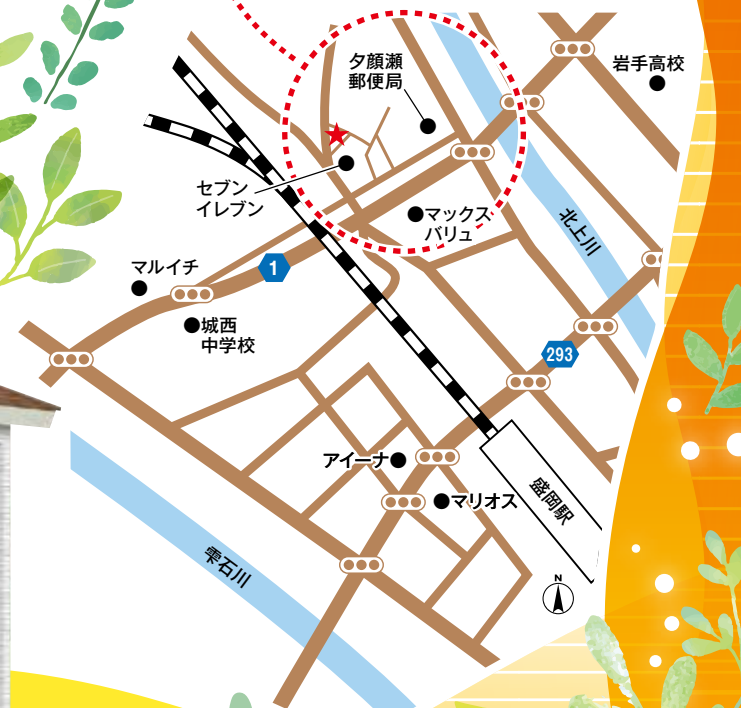 夕顔瀬
郵便局
岩手高校
セブン
イレブン
マックス
バリュ
北上川
マルイチ
1
城西
中学校
293
アイーナ
マリオス
盛岡駅
雫石川
N